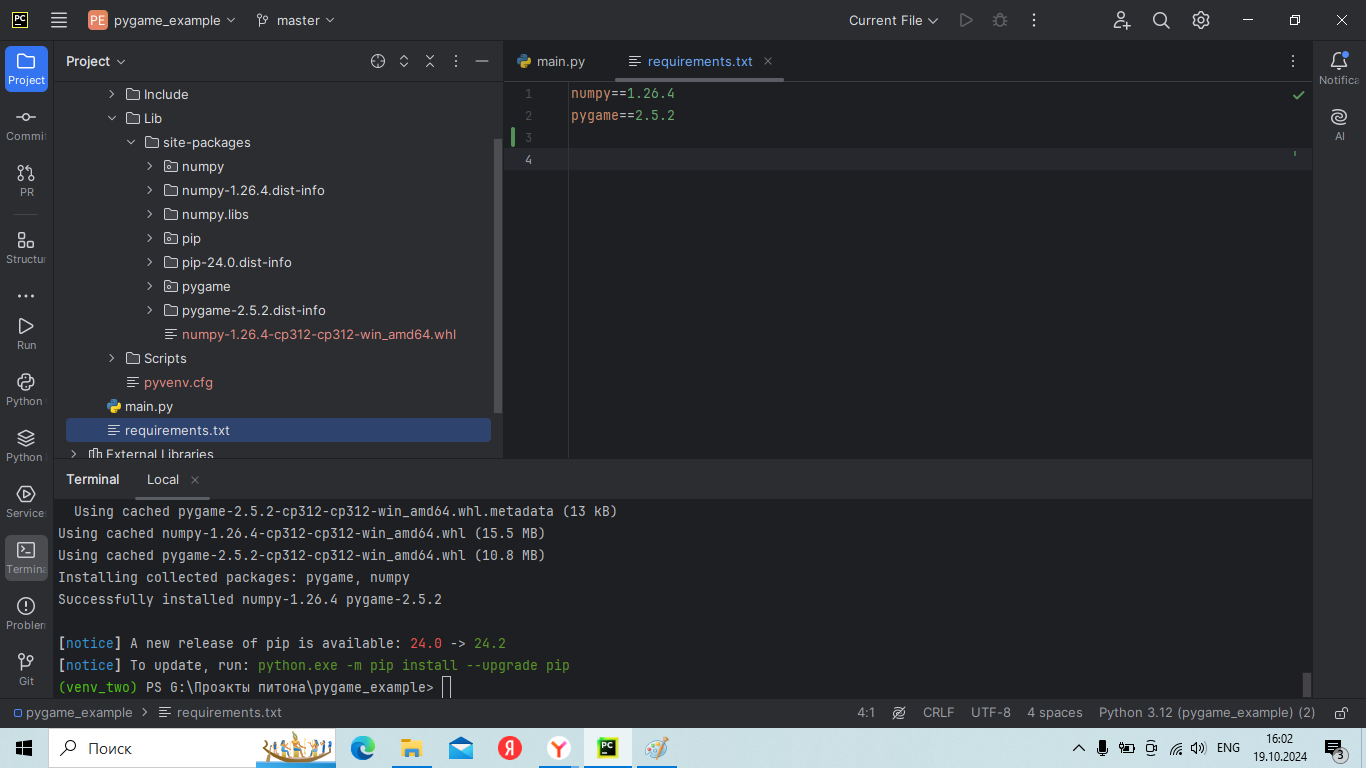 PC PE pygame_example master Current File
Project
main.py requirements.txt
Notifica
AI
Project
Commit
PR
Structur
Run
Python
Python
Service
Termina
Problem
Git
Include
Lib
site-packages
numpy
numpy-1.26.4.dist-info
numpy.libs
pip
pip-24.0.dist-info
pygame
pygame-2.5.2.dist-info
numpy-1.26.4-cp312-cp312-win_amd64.whl
Scripts
pyvenv.cfg
main.py
requirements.txt
External Libraries
1 numpy==1.26.4
2 pygame==2.5.2
3
4
Terminal Local
Using cached pygame-2.5.2-cp312-cp312-win_amd64.whl.metadata (13 kB)
Using cached numpy-1.26.4-cp312-cp312-win_amd64.whl (15.5 MB)
Using cached pygame-2.5.2-cp312-cp312-win_amd64.whl (10.8 MB)
Installing collected packages: pygame, numpy
Successfully installed numpy-1.26.4 pygame-2.5.2
[notice] A new release of pip is available: 24.0 -> 24.2
[notice] To update, run: python.exe -m pip install --upgrade pip
(venv_two) PS G:\Проэкты питона\pygame_example>
pygame_example requirements.txt 4:1 CRLF UTF-8 4 spaces Python 3.12 (pygame_example) (2)
Поиск Я Y PC ENG 16:02
19.10.2024 3